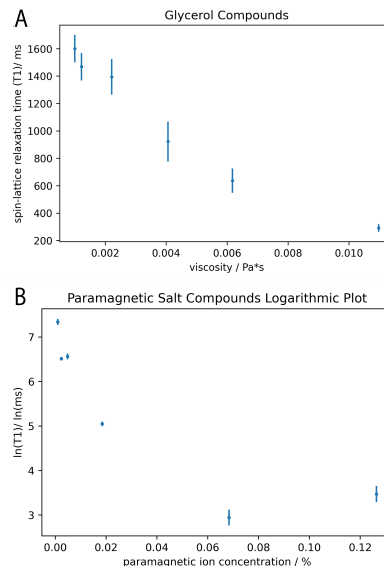 A
Glycerol Compounds
spin-lattice relaxation time (T1)/ ms
1600
1400
1200
1000
800
600
400
200
0.002 0.004 0.006 0.008 0.010
viscosity / Pa*s
B
Paramagnetic Salt Compounds Logarithmic Plot
ln(T1)/ ln(ms)
7
6
5
4
3
0.00 0.02 0.04 0.06 0.08 0.10 0.12
paramagnetic ion concentration / %